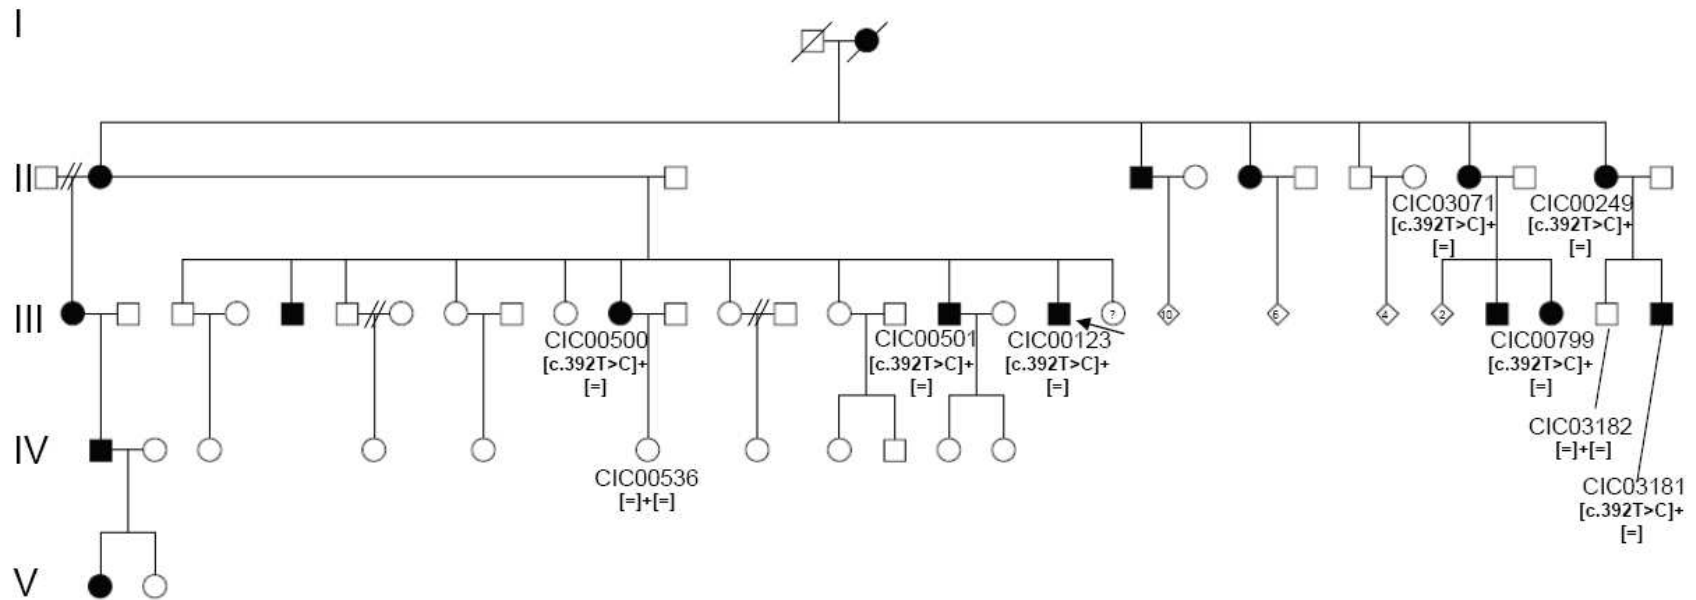 I
II
CIC03071 CIC00249
[c.392T>C]+ [c.392T>C]+
[=] [=]
III ? 10 6 4 2
CIC00500 CIC00501 CIC00123 CIC00799
[c.392T>C]+ [c.392T>C]+ [c.392T>C]+ [c.392T>C]+
[=] [=] [=] [=]
CIC03182
[=]+[=]
IV
CIC00536
[=]+[=]
CIC03181
[c.392T>C]+
[=]
V